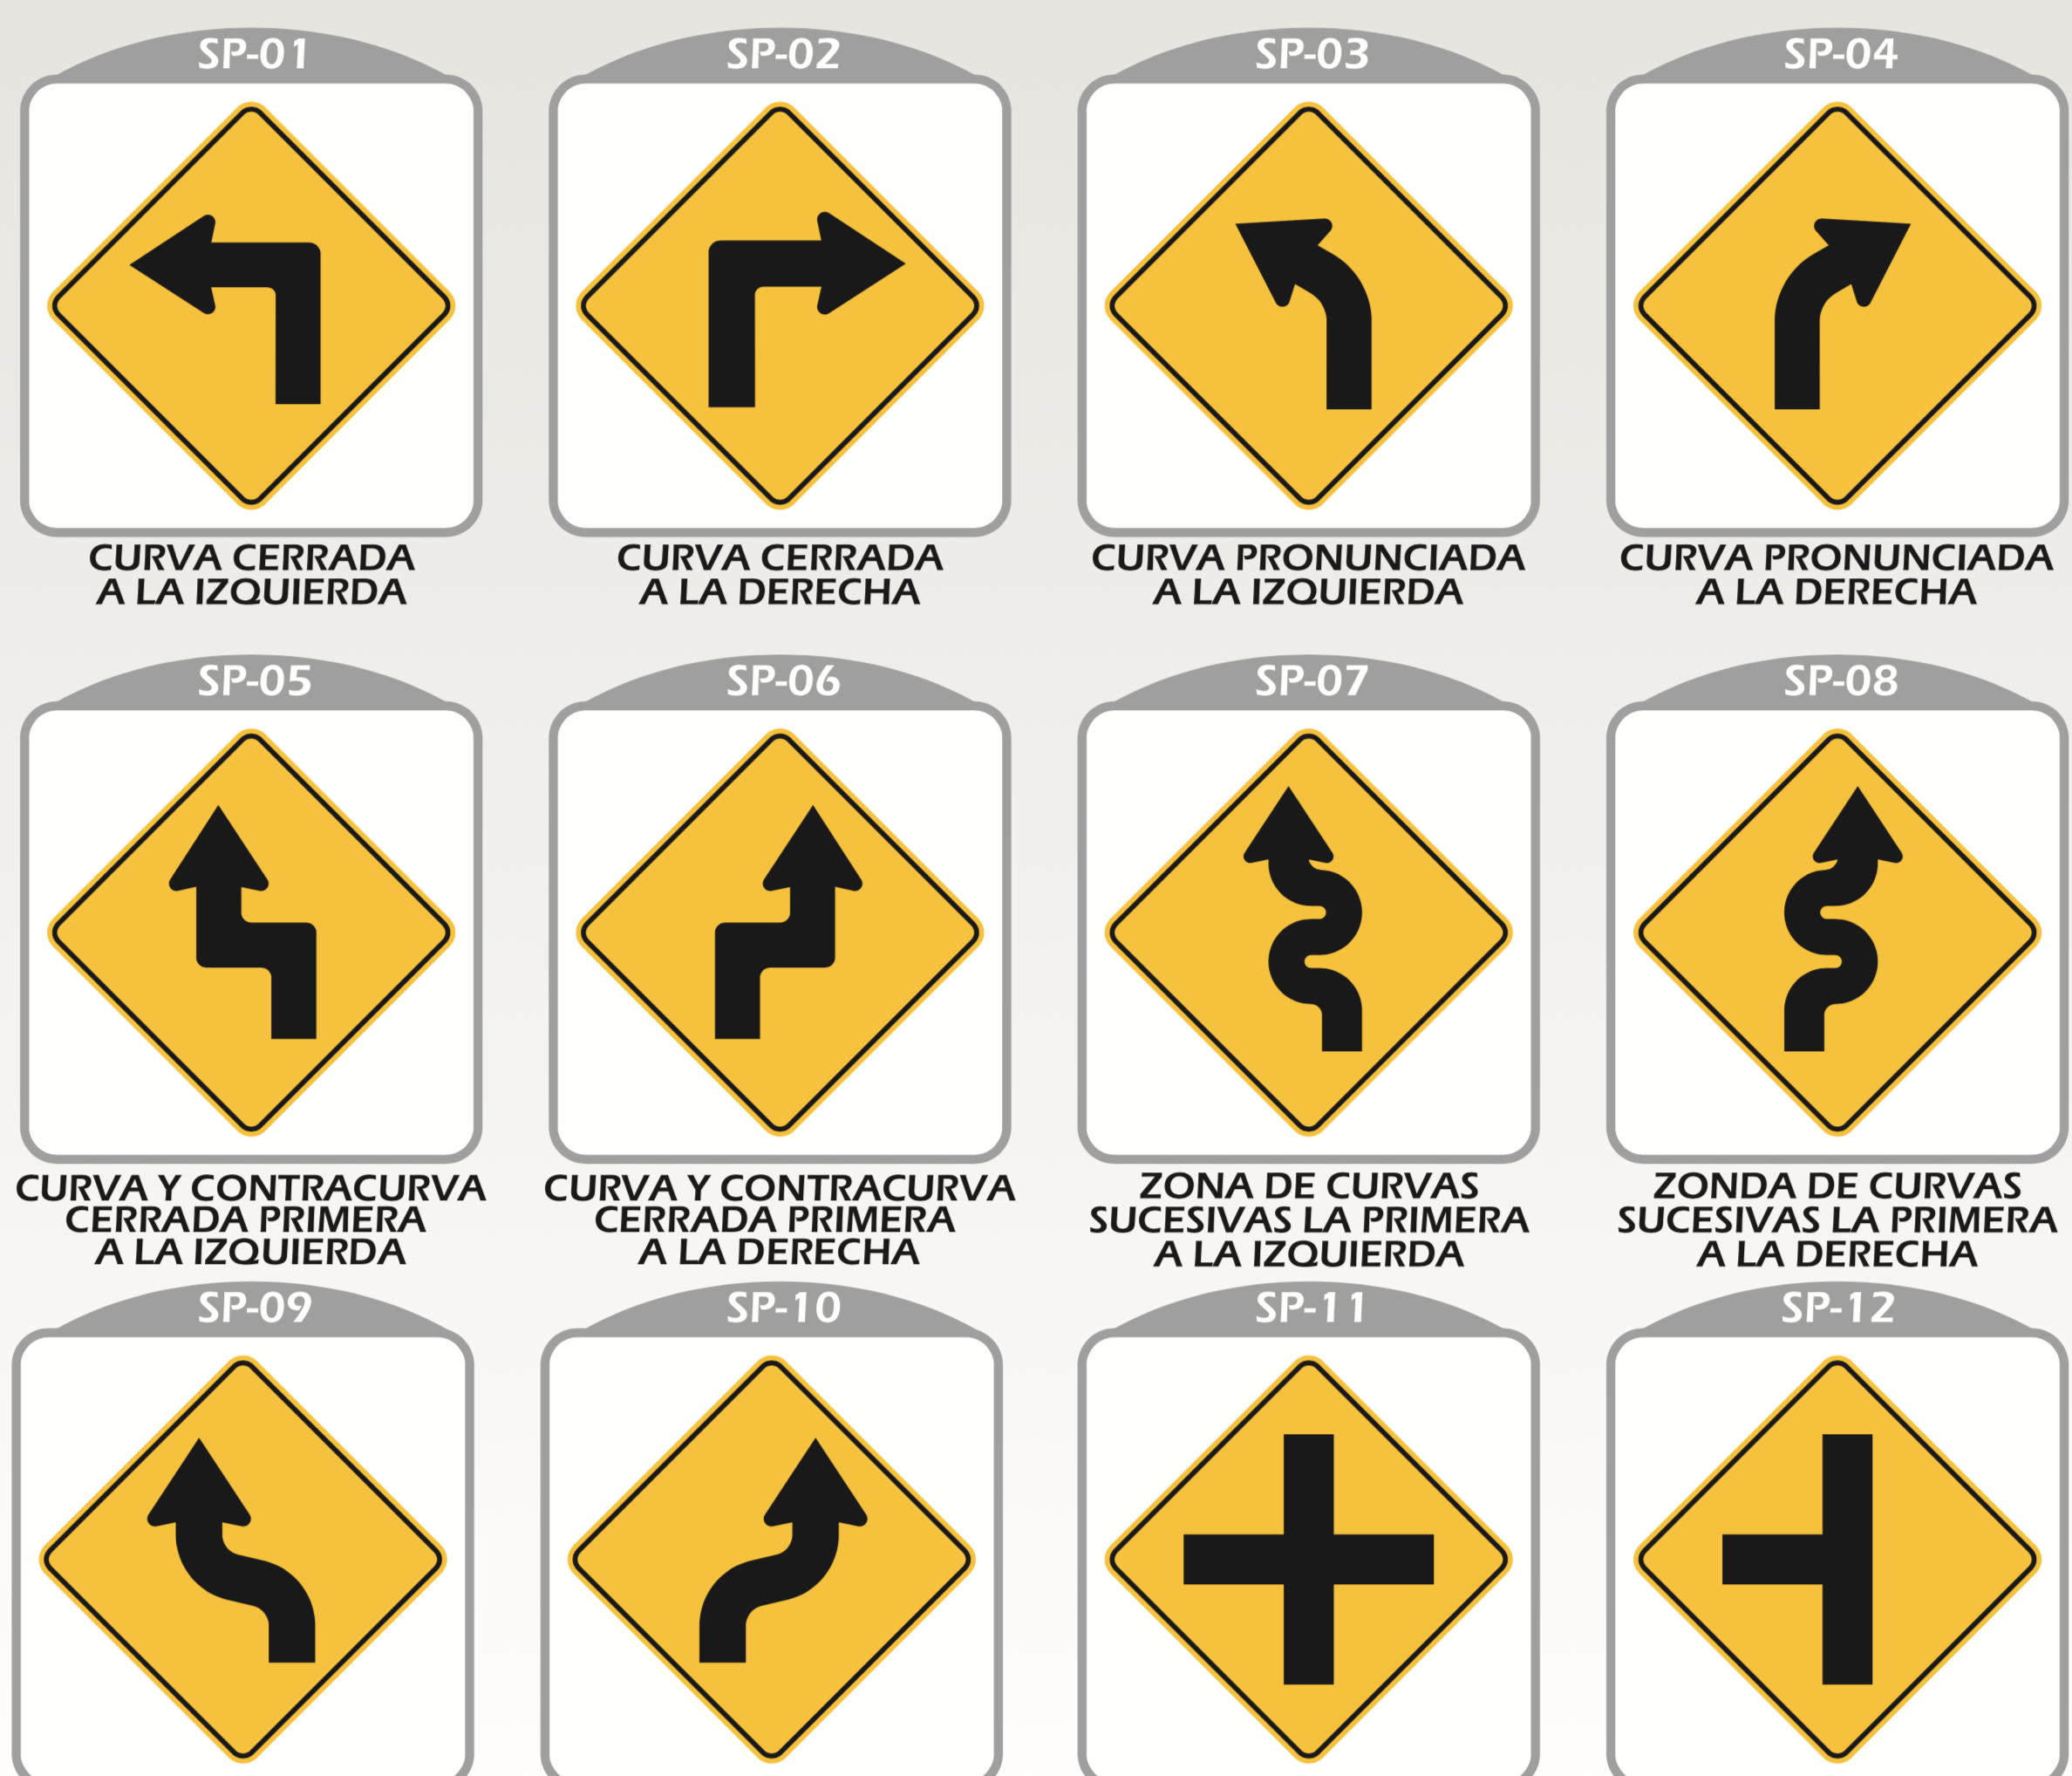 SP-01
SP-02
SP-03
SP-04
CURVA CERRADA
A LA IZQUIERDA
CURVA CERRADA
A LA DERECHA
CURVA PRONUNCIADA
A LA IZQUIERDA
CURVA PRONUNCIADA
A LA DERECHA
SP-05
SP-06
SP-07
SP-08
CURVA Y CONTRACURVA
CERRADA PRIMERA
A LA IZQUIERDA
CURVA Y CONTRACURVA
CERRADA PRIMERA
A LA DERECHA
ZONA DE CURVAS
SUCESIVAS LA PRIMERA
A LA IZQUIERDA
ZONDA DE CURVAS
SUCESIVAS LA PRIMERA
A LA DERECHA
SP-09
SP-10
SP-11
SP-12